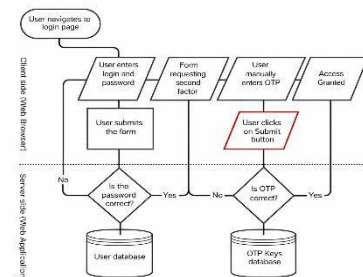 User navigates to
login page
User enters
login and
password
Form
requesting
second
factor
User
manually
enters OTP
Access
Granted
User submits
the form
User clicks
on Submit
button
Client side (Web Browser)
No
Is the
password
correct?
Yes
No
Is OTP
correct?
Yes
User database
OTP Keys
database
Server side (Web Application